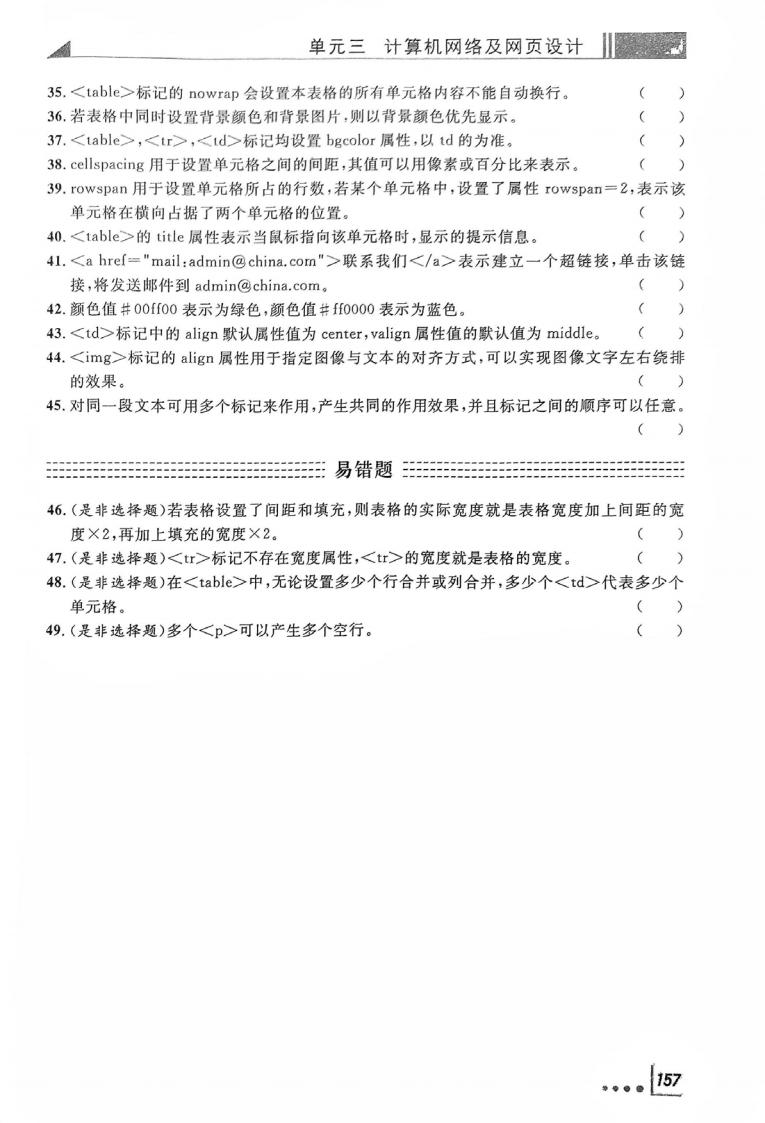 单元三 计算机网络及网页设计
35.<table>标记的 nowrap 会设置本表格的所有单元格内容不能自动换行。 ( )
36.若表格中同时设置背景颜色和背景图片,则以背景颜色优先显示。 ( )
37.<table>,<tr>,<td>标记均设置 bgcolor 属性,以 td 的为准。 ( )
38.cellspacing 用于设置单元格之间的间距,其值可以用像素或百分比来表示。 ( )
39.rowspan 用于设置单元格所占的行数,若某个单元格中,设置了属性 rowspan=2,表示该
单元格在横向占据了两个单元格的位置。 ( )
40.<table>的 title 属性表示当鼠标指向该单元格时,显示的提示信息。 ( )
41.<a href="mail:admin@china.com">联系我们</a>表示建立一个超链接,单击该链
接,将发送邮件到 admin@china.com。 ( )
42.颜色值#00ff00 表示为绿色,颜色值#ff0000 表示为蓝色。 ( )
43.<td>标记中的 align 默认属性值为 center,valign 属性值的默认值为 middle。 ( )
44.<img>标记的 align 属性用于指定图像与文本的对齐方式,可以实现图像文字左右绕排
的效果。 ( )
45.对同一段文本可用多个标记来作用,产生共同的作用效果,并且标记之间的顺序可以任意。
( )
易错题
46.(是非选择题)若表格设置了间距和填充,则表格的实际宽度就是表格宽度加上间距的宽
度×2,再加上填充的宽度×2。 ( )
47.(是非选择题)<tr>标记不存在宽度属性,<tr>的宽度就是表格的宽度。 ( )
48.(是非选择题)在<table>中,无论设置多少个行合并或列合并,多少个<td>代表多少个
单元格。 ( )
49.(是非选择题)多个<p>可以产生多个空行。 ( )
157